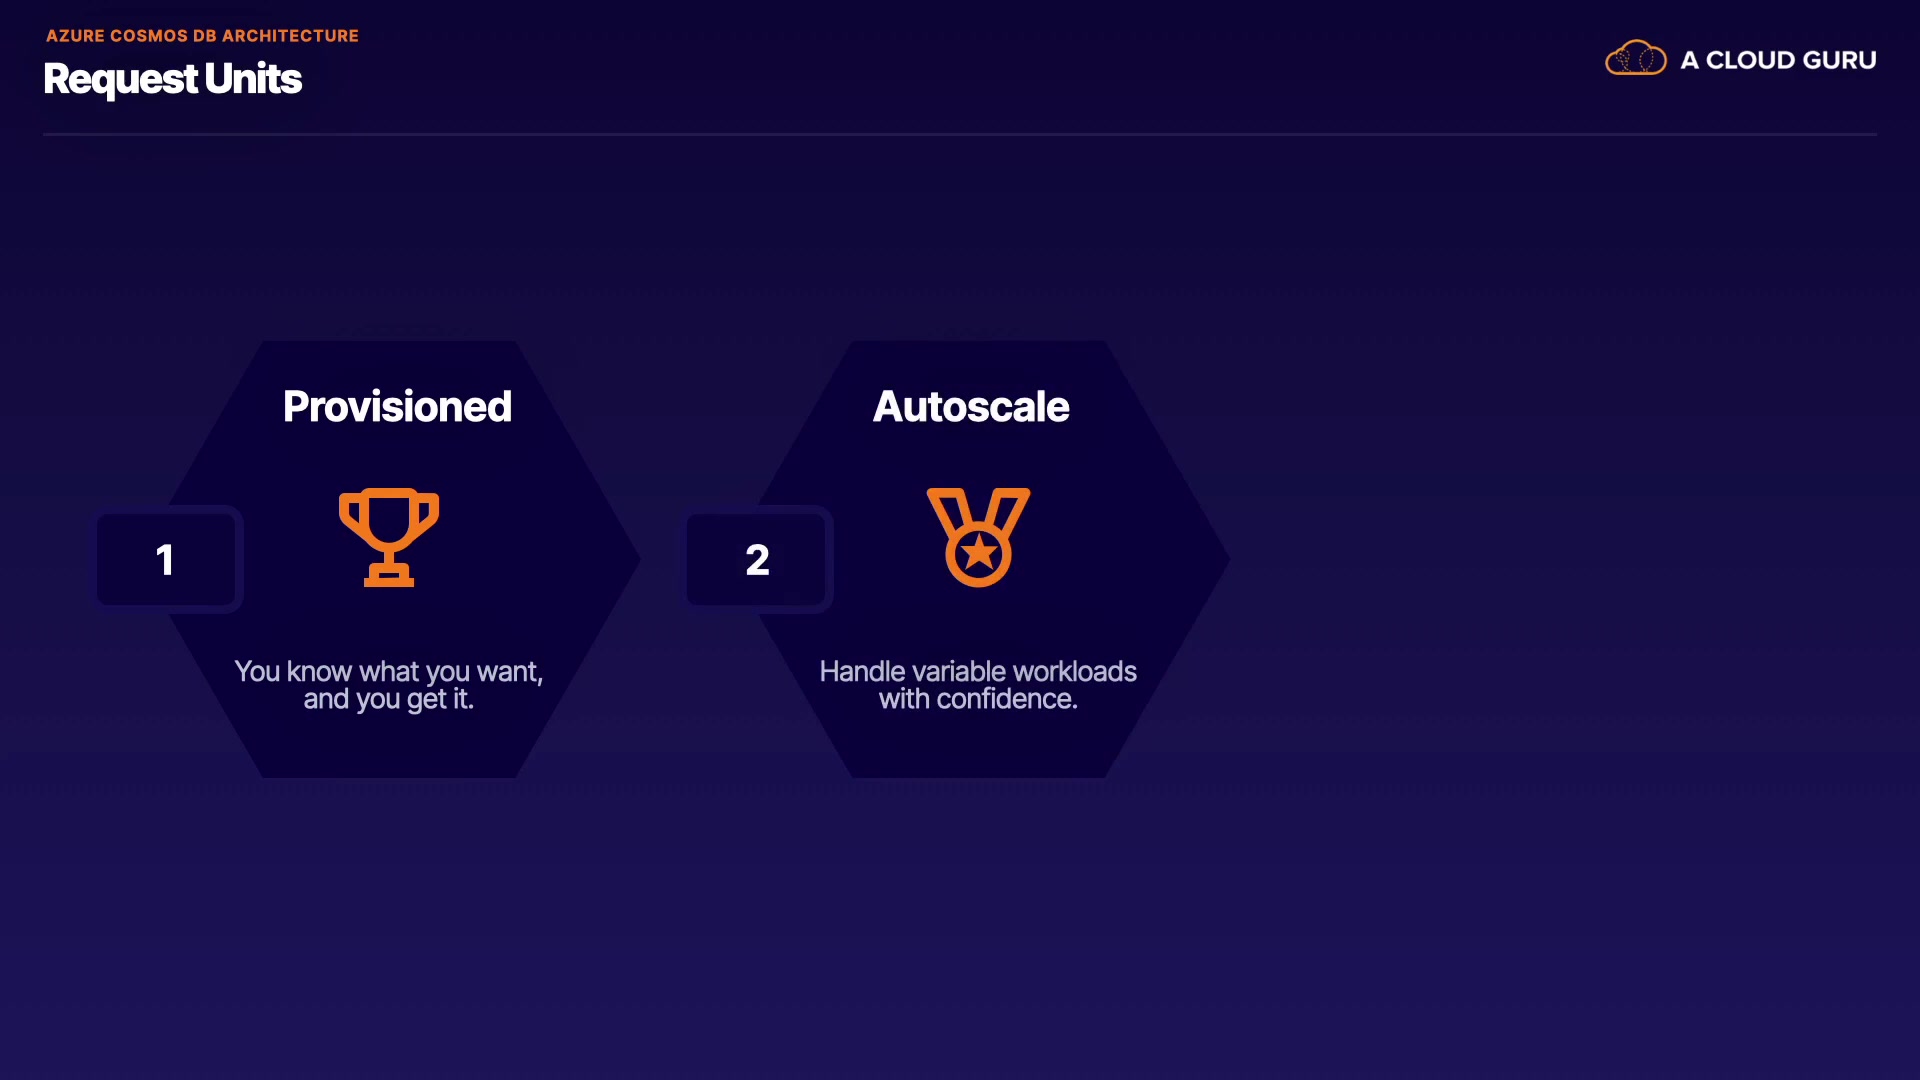 AZURE COSMOS DB ARCHITECTURE
Request Units
A CLOUD GURU
Provisioned
1
You know what you want,
and you get it.
Autoscale
2
Handle variable workloads
with confidence.